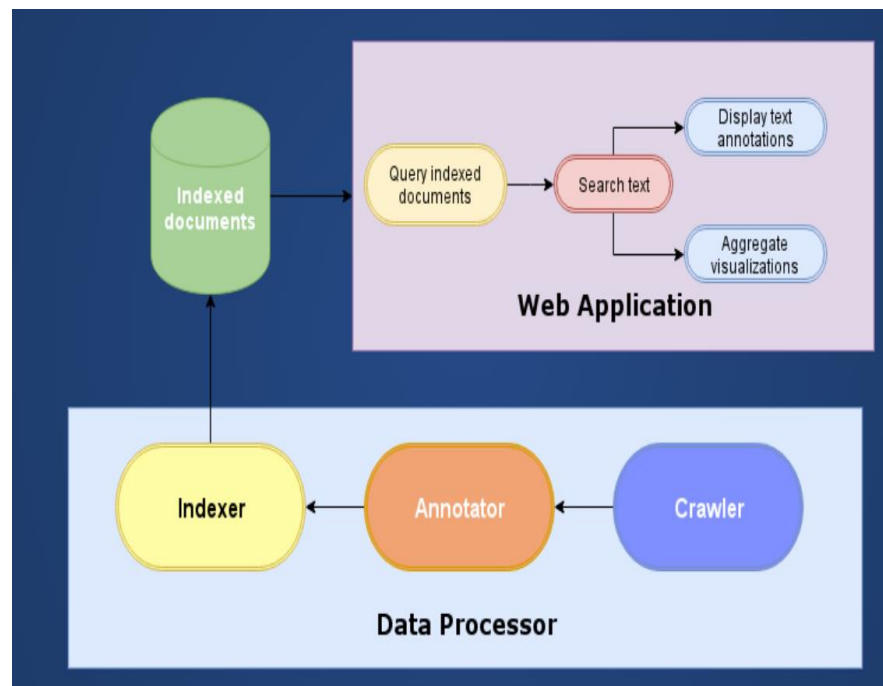 Indexed
documents
Query indexed
documents
Search text
Display text
annotations
Aggregate
visualizations
Web Application
Indexer
Annotator
Crawler
Data Processor